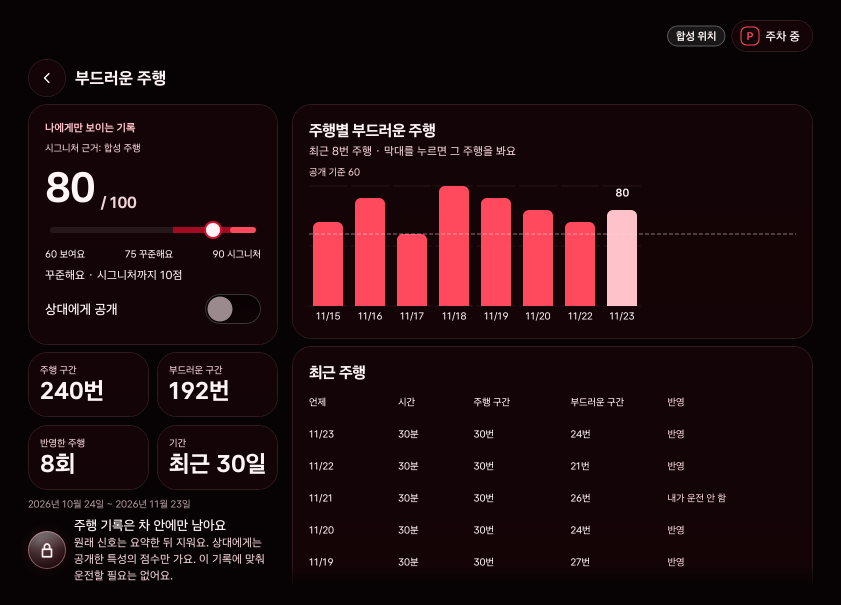 합성 위치
P 주차 중
부드러운 주행
나에게만 보이는 기록
시그니처 근거: 합성 주행
80 / 100
60 보여요 75 꾸준해요 90 시그니처
꾸준해요 · 시그니처까지 10점
상대에게 공개
주행 구간
240번
부드러운 구간
192번
반영한 주행
8회
기간
최근 30일
2026년 10월 24일 ~ 2026년 11월 23일
주행 기록은 차 안에만 남아요
원래 신호는 요약한 뒤 지워요. 상대에게는
공개한 특성의 점수만 가요. 이 기록에 맞춰
운전할 필요는 없어요.
주행별 부드러운 주행
최근 8번 주행 · 막대를 누르면 그 주행을 봐요
공개 기준 60
80
11/15 11/16 11/17 11/18 11/19 11/20 11/22 11/23
최근 주행
언제 시간 주행 구간 부드러운 구간 반영
11/23 30분 30번 24번 반영
11/22 30분 30번 21번 반영
11/21 30분 30번 26번 내가 운전 안 함
11/20 30분 30번 24번 반영
11/19 30분 30번 27번 반영